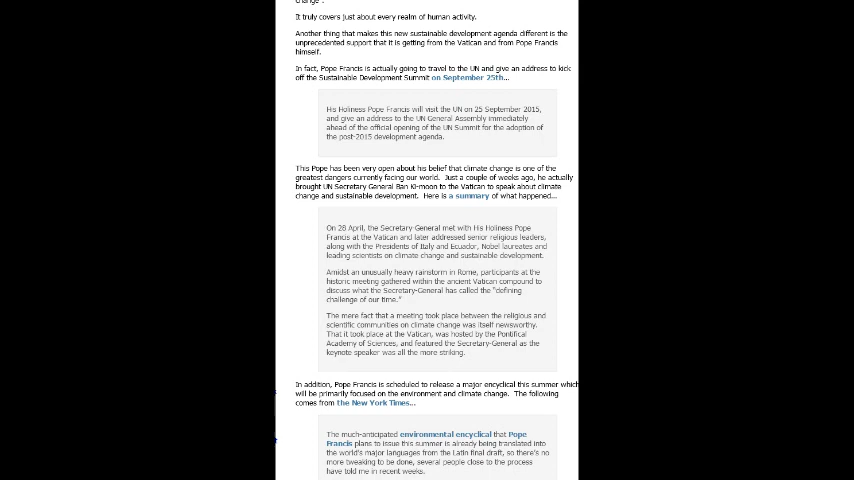 change".
It truly covers just about every realm of human activity.
Another thing that makes this new sustainable development agenda different is the
unprecedented support that it is getting from the Vatican and from Pope Francis
himself.
In fact, Pope Francis is actually going to travel to the UN and give an address to kick
off the Sustainable Development Summit on September 25th...
His Holiness Pope Francis will visit the UN on 25 September 2015,
and give an address to the UN General Assembly immediately
ahead of the official opening of the UN Summit for the adoption of
the post-2015 development agenda.
This Pope has been very open about his belief that climate change is one of the
greatest dangers currently facing our world.  Just a couple of weeks ago, he actually
brought UN Secretary General Ban Ki-moon to the Vatican to speak about climate
change and sustainable development.  Here is a summary of what happened...
On 28 April, the Secretary-General met with His Holiness Pope
Francis at the Vatican and later addressed senior religious leaders,
along with the Presidents of Italy and Ecuador, Nobel laureates and
leading scientists on climate change and sustainable development.
Amidst an unusually heavy rainstorm in Rome, participants at the
historic meeting gathered within the ancient Vatican compound to
discuss what the Secretary-General has called the "defining
challenge of our time."
The mere fact that a meeting took place between the religious and
scientific communities on climate change was itself newsworthy.
That it took place at the Vatican, was hosted by the Pontifical
Academy of Sciences, and featured the Secretary-General as the
keynote speaker was all the more striking.
In addition, Pope Francis is scheduled to release a major encyclical this summer which
will be primarily focused on the environment and climate change.  The following
comes from the New York Times...
The much-anticipated environmental encyclical that Pope
Francis plans to issue this summer is already being translated into
the world's major languages from the Latin final draft, so there's no
more tweaking to be done, several people close to the process
have told me in recent weeks.